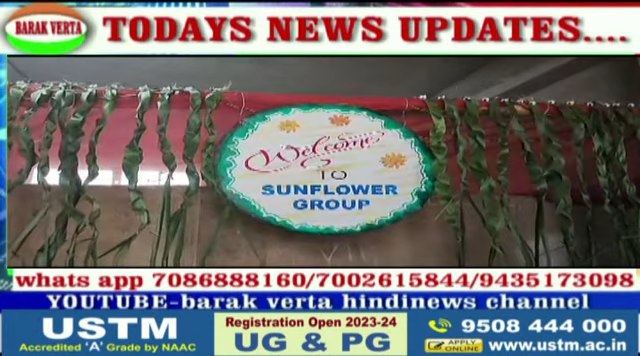 BARAK VERTA
TODAYS NEWS UPDATES....
Welcome
TO
SUNFLOWER
GROUP
whats app 7086888160/7002615844/9435173098
YOUTUBE-barak verta hindinews channel
USTM
Accredited 'A' Grade by NAAC
Registration Open 2023-24
UG & PG
9508 444 000
APPLY ONLINE
www.ustm.ac.in